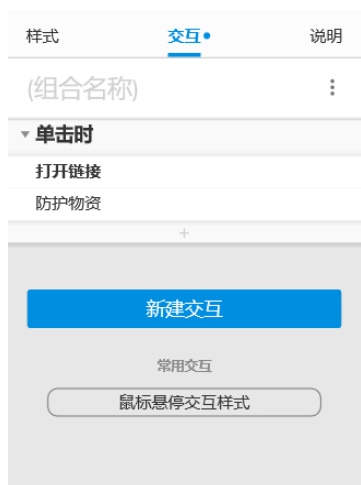 样式 交互 说明
(组合名称)
单击时
打开链接
防护物资
+
新建交互
常用交互
鼠标悬停交互样式